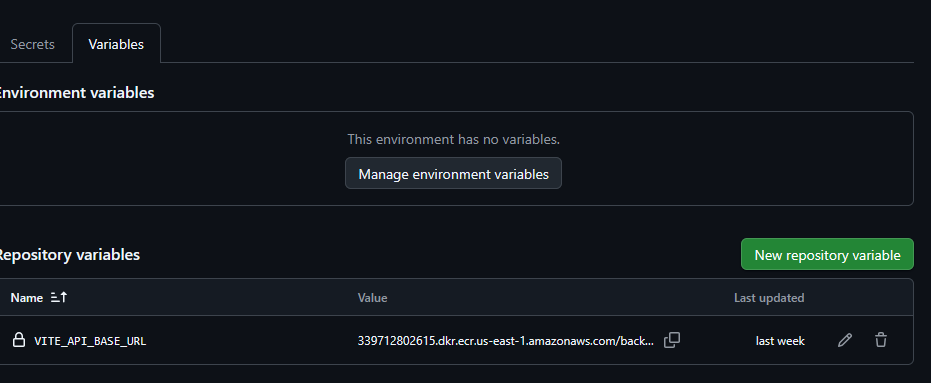 Secrets
Variables
Environment variables
This environment has no variables.
Manage environment variables
Repository variables
New repository variable
Name
Value
Last updated
VITE_API_BASE_URL
339712802615.dkr.ecr.us-east-1.amazonaws.com/back...
last week